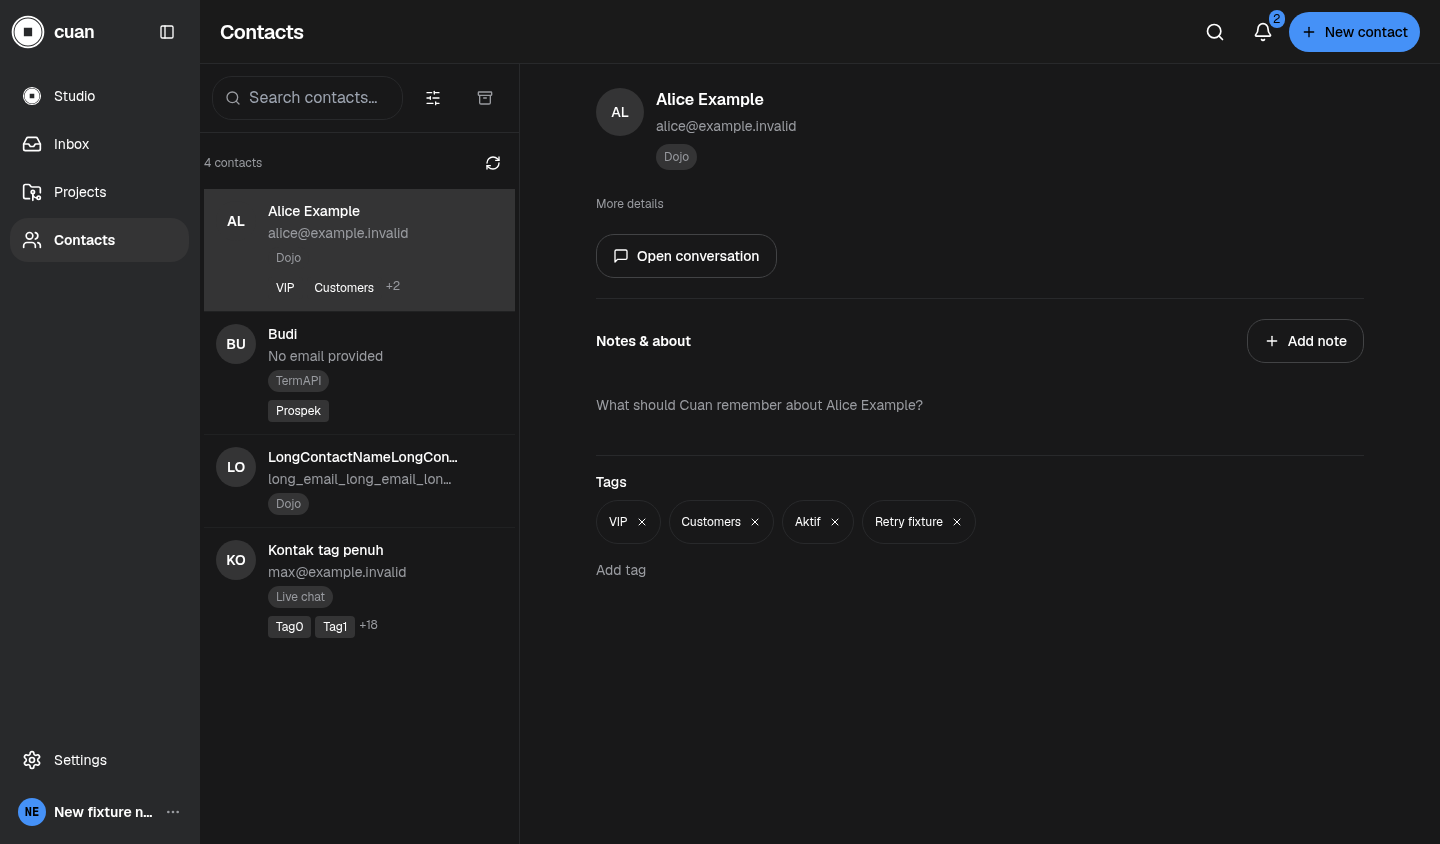 cuan
Studio
Inbox
Projects
Contacts
Settings
NE New fixture n...
Contacts
2
New contact
Search contacts...
4 contacts
AL
Alice Example
alice@example.invalid
Dojo
VIP Customers +2
BU
Budi
No email provided
TermAPI
Prospek
LO
LongContactNameLongCon...
long_email_long_email_lon...
Dojo
KO
Kontak tag penuh
max@example.invalid
Live chat
Tag0 Tag1 +18
AL
Alice Example
alice@example.invalid
Dojo
More details
Open conversation
Notes & about
Add note
What should Cuan remember about Alice Example?
Tags
VIP Customers Aktif Retry fixture
Add tag